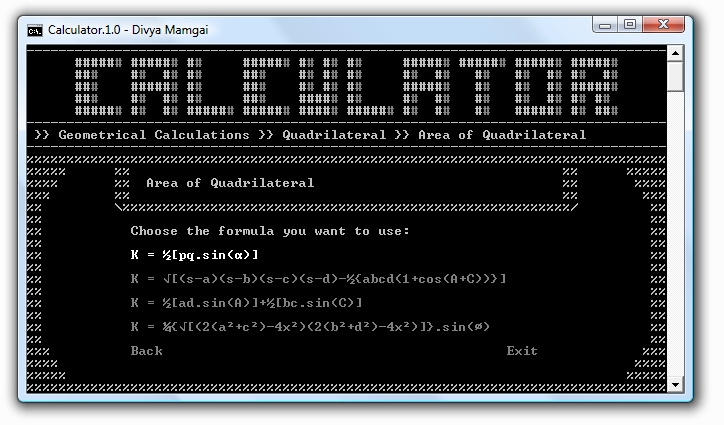 Calculator.1.0 - Divya Mamgai
CALCULATOR
>> Geometrical Calculations >> Quadrilateral >> Area of Quadrilateral
Area of Quadrilateral
Choose the formula you want to use:
K = ½[pq.sin(α)]
K = √[(s-a)(s-b)(s-c)(s-d)-½{abcd(1+cos(A+C))}]
K = ½[ad.sin(A)]+½[bc.sin(C)]
K = ¼{√[(2(a²+c²)-4x²)(2(b²+d²)-4x²)]}.sin(ø)
Back Exit